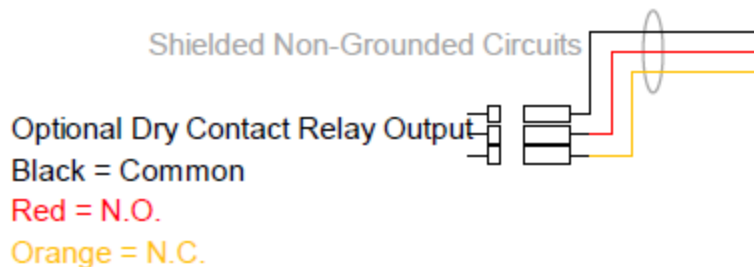 Shielded Non-Grounded Circuits
Optional Dry Contact Relay Output
Black = Common
Red = N.O.
Orange = N.C.